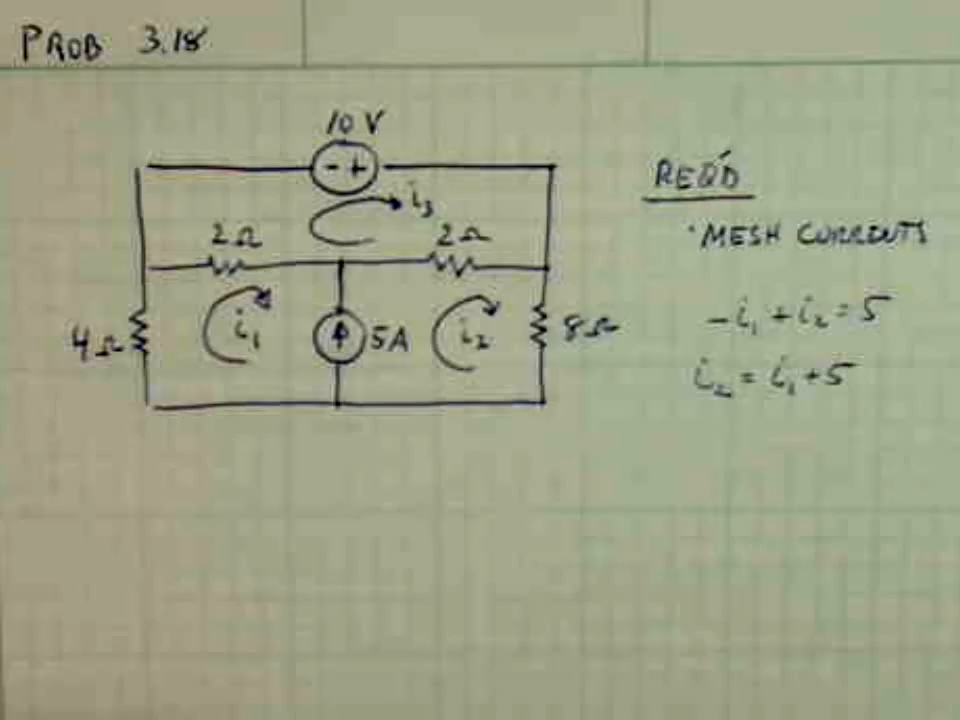 PROB 3.18
10 V
- +
REQ'D
i3
2Ω 2Ω
• MESH CURRENTS
4Ω i1 5A i2 8Ω
-i1 + i2 = 5
i2 = i1 + 5